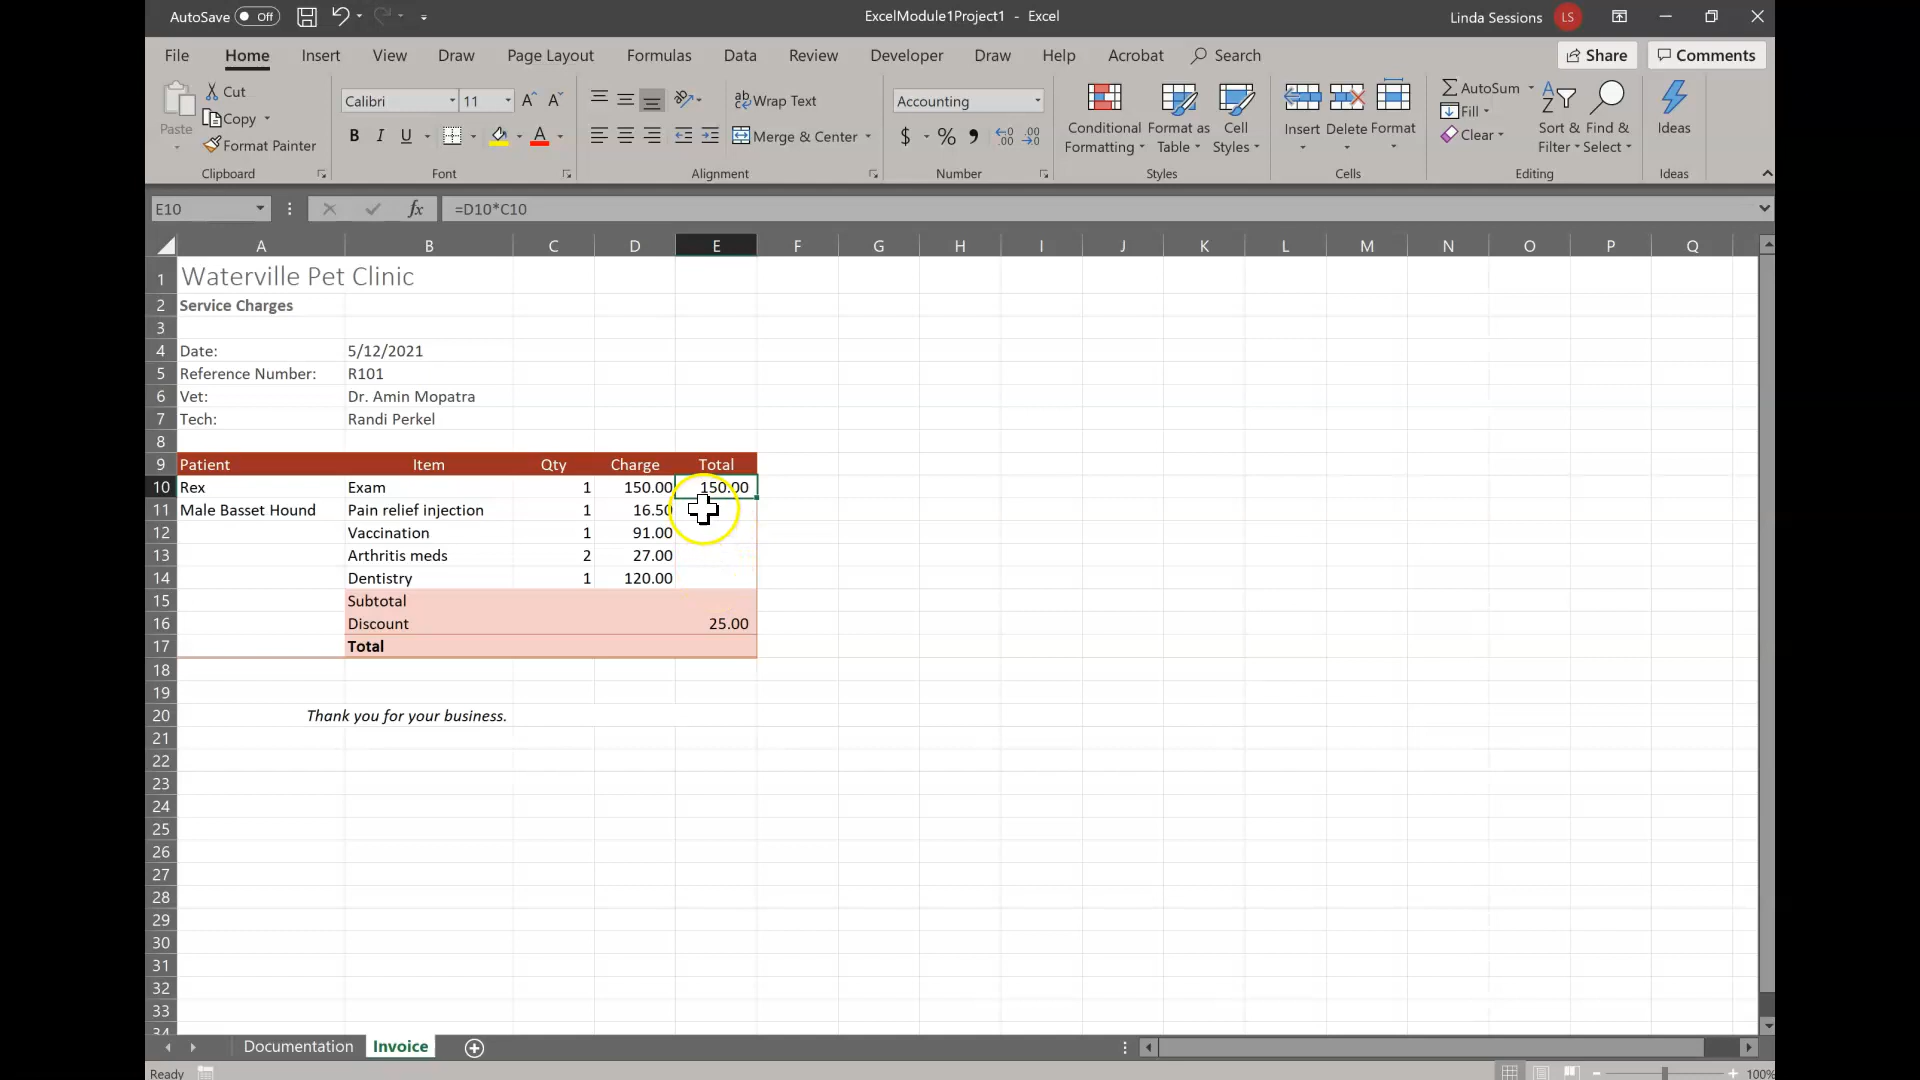 AutoSave Off ExcelModule1Project1 - Excel Linda Sessions LS
File Home Insert View Draw Page Layout Formulas Data Review Developer Draw Help Acrobat Search Share Comments
Paste Cut Copy Format Painter
Calibri 11 A A
B I U A
ab Wrap Text
Merge & Center
Accounting
$ % , .00 .00
Conditional Formatting Format as Table Cell Styles
Insert Delete Format
AutoSum Fill Clear
Sort & Filter Find & Select
Ideas
Clipboard Font Alignment Number Styles Cells Editing Ideas
E10 fx =D10*C10
A B C D E F G H I J K L M N O P Q
1 Waterville Pet Clinic
2 Service Charges
3
4 Date: 5/12/2021
5 Reference Number: R101
6 Vet: Dr. Amin Mopatra
7 Tech: Randi Perkel
8
9 Patient Item Qty Charge Total
10 Rex Exam 1 150.00 150.00
11 Male Basset Hound Pain relief injection 1 16.50
12 Vaccination 1 91.00
13 Arthritis meds 2 27.00
14 Dentistry 1 120.00
15 Subtotal
16 Discount 25.00
17 Total
18
19
20 Thank you for your business.
21
22
23
24
25
26
27
28
29
30
31
32
33
34
Documentation Invoice
Ready 100%